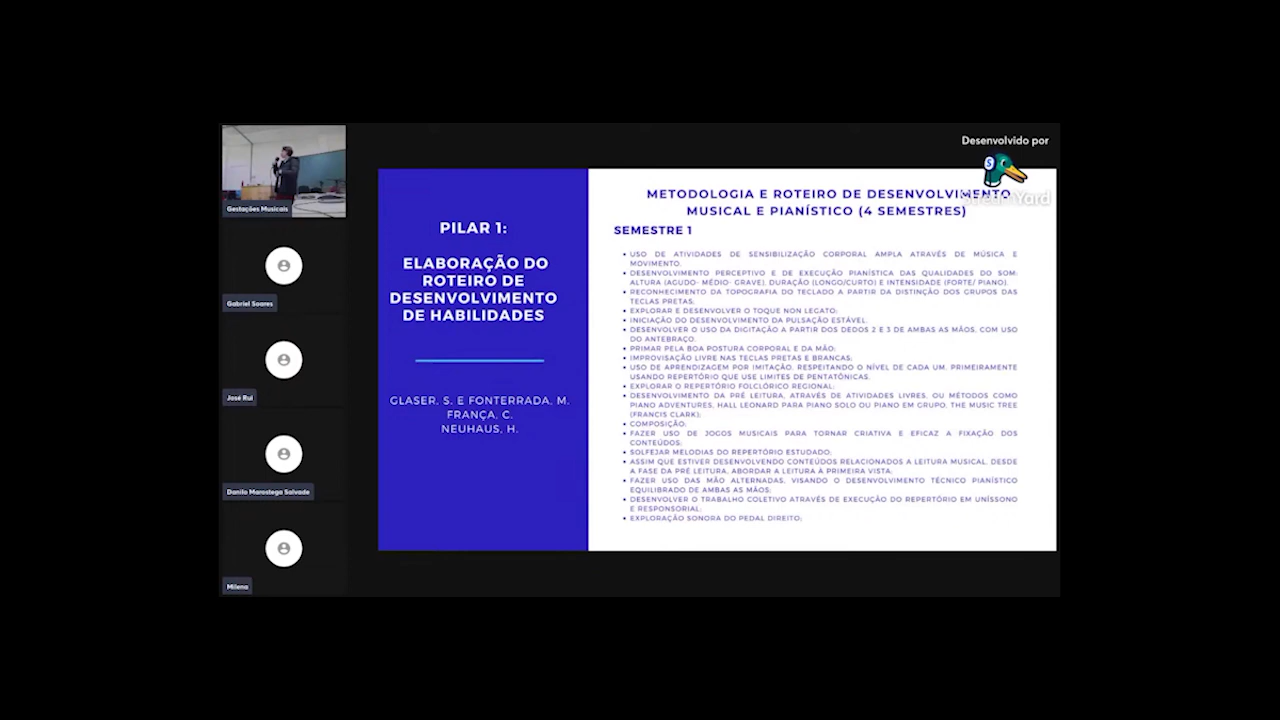 Desenvolvido por
StreamYard
Gestações Musicais
Gabriel Soares
José Rui
Danilo Marostega Salvade
Milena
PILAR 1:
ELABORAÇÃO DO
ROTEIRO DE
DESENVOLVIMENTO
DE HABILIDADES
GLASER, S. E FONTERRADA. M.
FRANÇA, C.
NEUHAUS, H.
METODOLOGIA E ROTEIRO DE DESENVOLVIMENTO
MUSICAL E PIANÍSTICO (4 SEMESTRES)
SEMESTRE 1
• USO DE ATIVIDADES DE SENSIBILIZAÇÃO CORPORAL AMPLA ATRAVÉS DE MÚSICA E
MOVIMENTO.
• DESENVOLVIMENTO PERCEPTIVO E DE EXECUÇÃO PIANÍSTICA DAS QUALIDADES DO SOM:
ALTURA (AGUDO- MÉDIO- GRAVE), DURAÇÃO (LONGO/CURTO) E INTENSIDADE (FORTE/ PIANO).
• RECONHECIMENTO DA TOPOGRAFIA DO TECLADO A PARTIR DA DISTINÇÃO DOS GRUPOS DAS
TECLAS PRETAS;
• EXPLORAR E DESENVOLVER O TOQUE NON LEGATO;
• INICIAÇÃO DO DESENVOLVIMENTO DA PULSAÇÃO ESTÁVEL.
• DESENVOLVER O USO DA DIGITAÇÃO A PARTIR DOS DEDOS 2 E 3 DE AMBAS AS MÃOS, COM USO
DO ANTEBRAÇO.
• PRIMAR PELA BOA POSTURA CORPORAL E DA MÃO;
• IMPROVISAÇÃO LIVRE NAS TECLAS PRETAS E BRANCAS;
• USO DE APRENDIZAGEM POR IMITAÇÃO, RESPEITANDO O NÍVEL DE CADA UM. PRIMEIRAMENTE
USANDO REPERTÓRIO QUE USE LIMITES DE PENTATÔNICAS.
• EXPLORAR O REPERTÓRIO FOLCLÓRICO REGIONAL;
• DESENVOLVIMENTO DA PRÉ LEITURA, ATRAVÉS DE ATIVIDADES LIVRES, OU MÉTODOS COMO
PIANO ADVENTURES, HALL LEONARD PARA PIANO SOLO OU PIANO EM GRUPO, THE MUSIC TREE
(FRANCIS CLARK);
• COMPOSIÇÃO.
• FAZER USO DE JOGOS MUSICAIS PARA TORNAR CRIATIVA E EFICAZ A FIXAÇÃO DOS
CONTEÚDOS;
• SOLFEJAR MELODIAS DO REPERTÓRIO ESTUDADO;
• ASSIM QUE ESTIVER DESENVOLVENDO CONTEÚDOS RELACIONADOS A LEITURA MUSICAL, DESDE
A FASE DA PRÉ LEITURA, ABORDAR A LEITURA À PRIMEIRA VISTA;
• FAZER USO DAS MÃO ALTERNADAS, VISANDO O DESENVOLVIMENTO TÉCNICO PIANÍSTICO
EQUILIBRADO DE AMBAS AS MÃOS;
• DESENVOLVER O TRABALHO COLETIVO ATRAVÉS DE EXECUÇÃO DO REPERTÓRIO EM UNÍSSONO
E RESPONSORIAL;
• EXPLORAÇÃO SONORA DO PEDAL DIREITO;